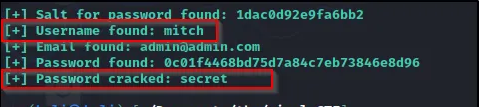 [+] Salt for password found: 1dac0d92e9fa6bb2
[+] Username found: mitch
[+] Email found: admin@admin.com
[+] Password found: 0c01f4468bd75d7a84c7eb73846e8d96
[+] Password cracked: secret